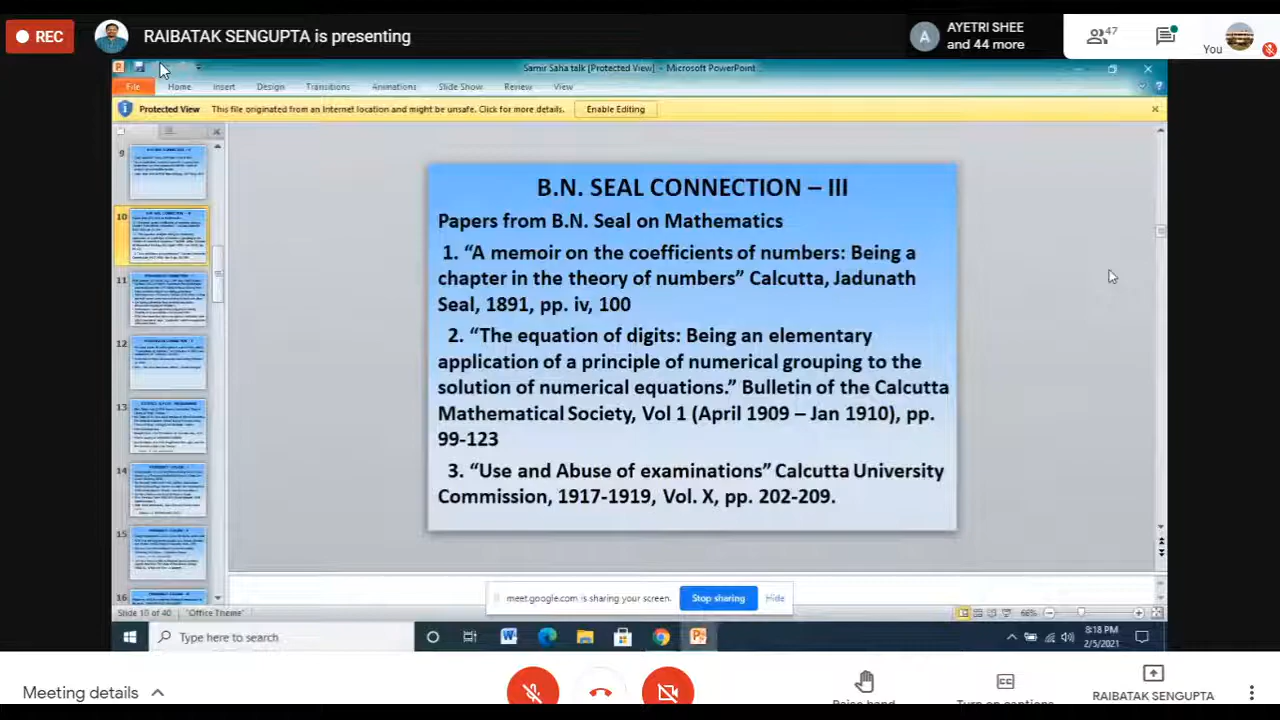 REC
RAIBATAK SENGUPTA is presenting
A
AYETRI SHEE
and 44 more
47
You
Samir Saha talk [Protected View] - Microsoft PowerPoint...
File Home Insert Design Transitions Animations Slide Show Review View
Protected View This file originated from an Internet location and might be unsafe. Click for more details. Enable Editing
9
10
11
12
13
14
15
16
B.N. SEAL CONNECTION – III
Papers from B.N. Seal on Mathematics
1. “A memoir on the coefficients of numbers: Being a
chapter in the theory of numbers” Calcutta, Jadunath
Seal, 1891, pp. iv, 100
2. “The equation of digits: Being an elementary
application of a principle of numerical grouping to the
solution of numerical equations.” Bulletin of the Calcutta
Mathematical Society, Vol 1 (April 1909 – Jan 1910), pp.
99-123
3. “Use and Abuse of examinations” Calcutta University
Commission, 1917-1919, Vol. X, pp. 202-209.
meet.google.com is sharing your screen. Stop sharing Hide
Slide 10 of 40 "Office Theme" 66%
Type here to search
8:18 PM
2/5/2021
Meeting details
Raise hand
Turn on captions
RAIBATAK SENGUPTA